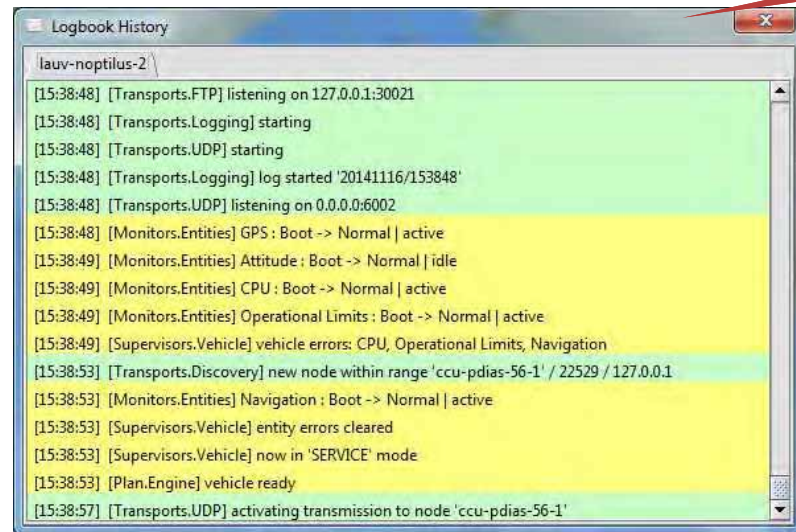 Logbook History
lauv-noptilus-2
[15:38:48] [Transports.FTP] listening on 127.0.0.1:30021
[15:38:48] [Transports.Logging] starting
[15:38:48] [Transports.UDP] starting
[15:38:48] [Transports.Logging] log started '20141116/153848'
[15:38:48] [Transports.UDP] listening on 0.0.0.0:6002
[15:38:48] [Monitors.Entities] GPS : Boot -> Normal | active
[15:38:49] [Monitors.Entities] Attitude : Boot -> Normal | idle
[15:38:49] [Monitors.Entities] CPU : Boot -> Normal | active
[15:38:49] [Monitors.Entities] Operational Limits : Boot -> Normal | active
[15:38:49] [Supervisors.Vehicle] vehicle errors: CPU, Operational Limits, Navigation
[15:38:53] [Transports.Discovery] new node within range 'ccu-pdias-56-1' / 22529 / 127.0.0.1
[15:38:53] [Monitors.Entities] Navigation : Boot -> Normal | active
[15:38:53] [Supervisors.Vehicle] entity errors cleared
[15:38:53] [Supervisors.Vehicle] now in 'SERVICE' mode
[15:38:53] [Plan.Engine] vehicle ready
[15:38:57] [Transports.UDP] activating transmission to node 'ccu-pdias-56-1'